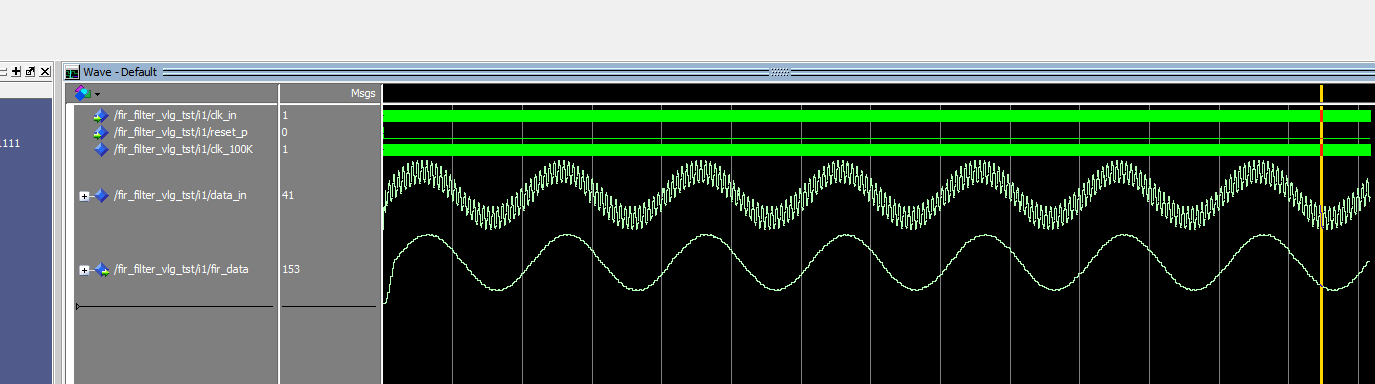 Wave - Default
Msgs
/fir_filter_vlg_tst/i1/clk_in 1
/fir_filter_vlg_tst/i1/reset_p 0
1111
/fir_filter_vlg_tst/i1/clk_100K 1
/fir_filter_vlg_tst/i1/data_in 41
/fir_filter_vlg_tst/i1/fir_data 153